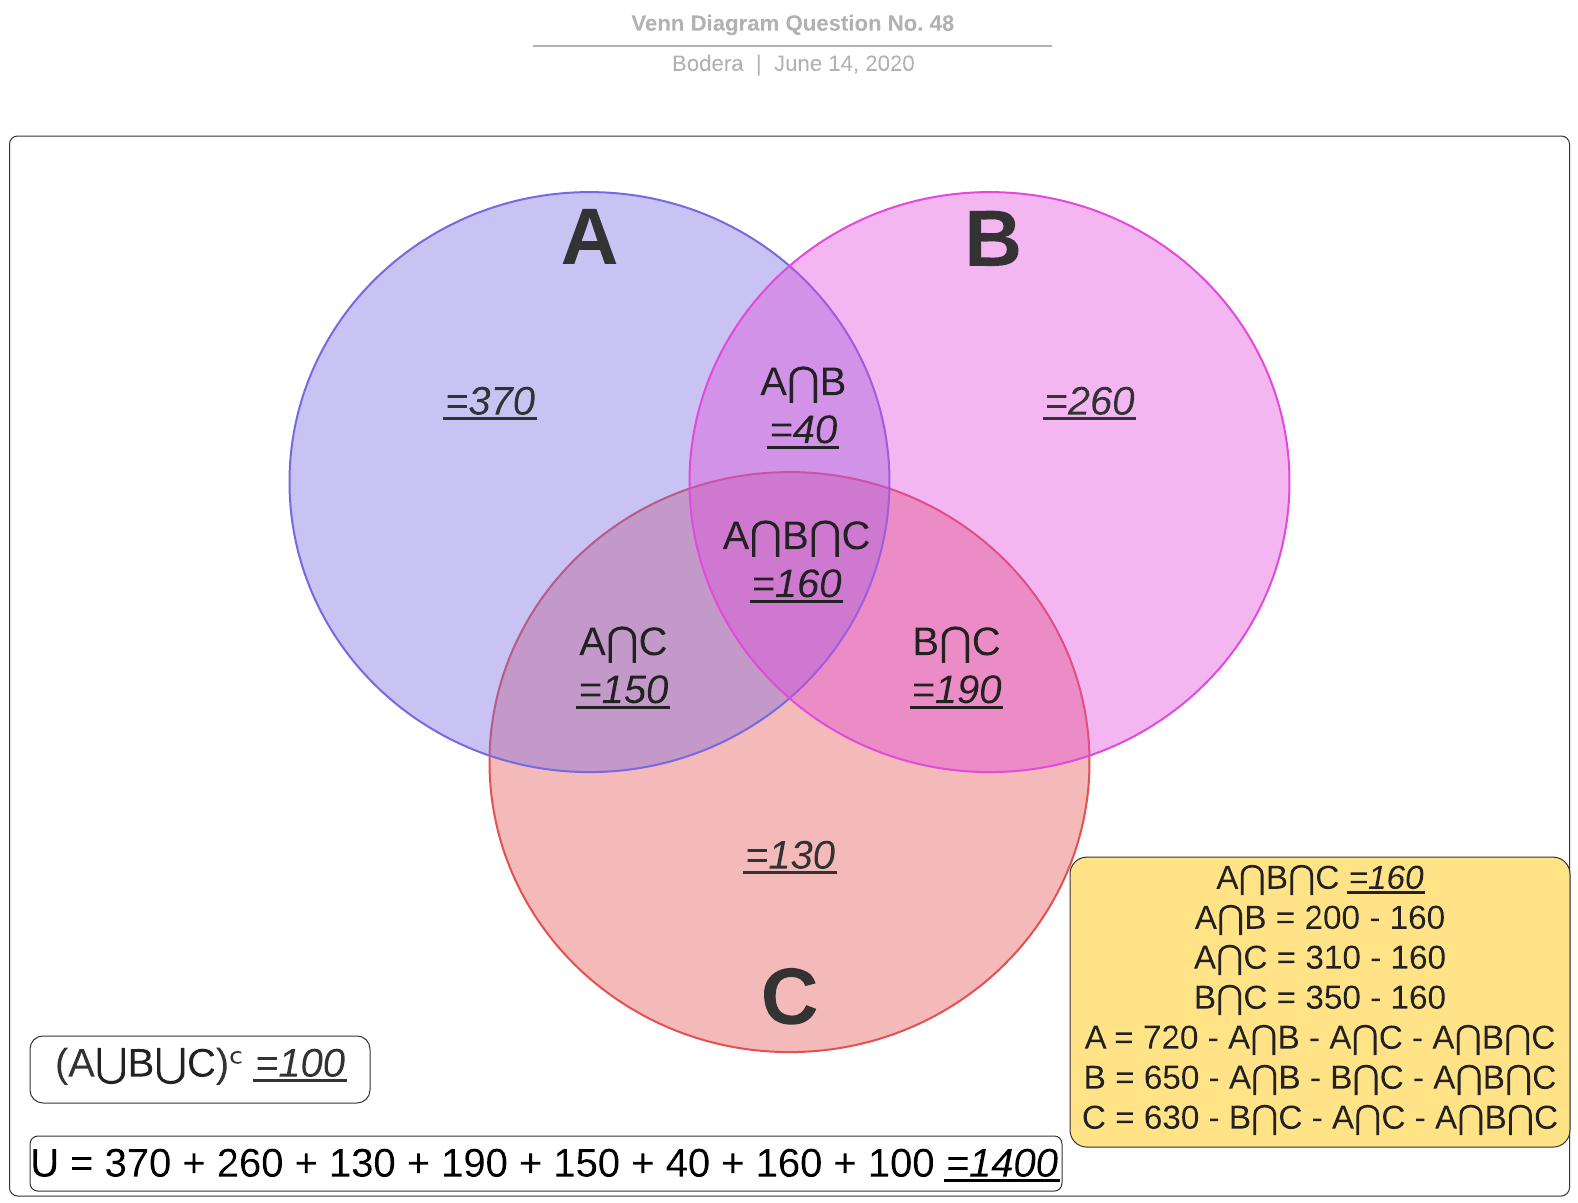 Venn Diagram Question No. 48
Bodera | June 14, 2020
A
B
=370
A⋂B
=40
=260
A⋂B⋂C
=160
A⋂C
=150
B⋂C
=190
=130
C
A⋂B⋂C =160
A⋂B = 200 - 160
A⋂C = 310 - 160
B⋂C = 350 - 160
A = 720 - A⋂B - A⋂C - A⋂B⋂C
B = 650 - A⋂B - B⋂C - A⋂B⋂C
C = 630 - B⋂C - A⋂C - A⋂B⋂C
(A⋃B⋃C)ᶜ =100
U = 370 + 260 + 130 + 190 + 150 + 40 + 160 + 100 =1400